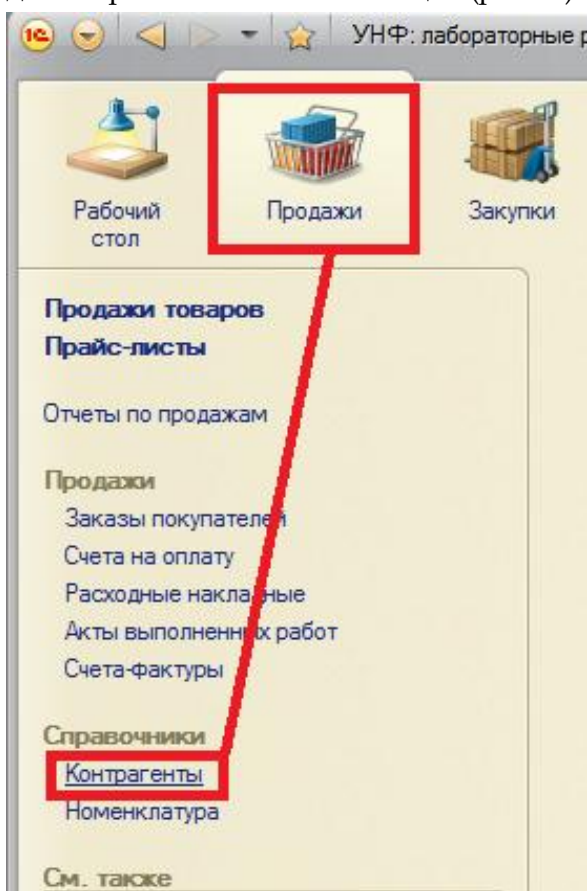 1С УНФ: лабораторные
Рабочий стол
Продажи
Закупки
Продажи товаров
Прайс-листы
Отчеты по продажам
Продажи
Заказы покупателей
Счета на оплату
Расходные накладные
Акты выполненных работ
Счета-фактуры
Справочники
Контрагенты
Номенклатура
См. также